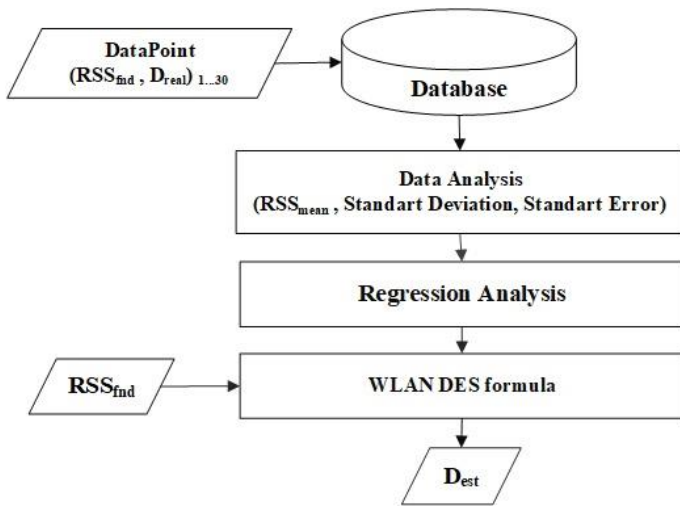 DataPoint
(RSSfnd , Dreal) 1...30
Database
Data Analysis
(RSSmean , Standart Deviation, Standart Error)
Regression Analysis
RSSfnd
WLAN DES formula
Dest